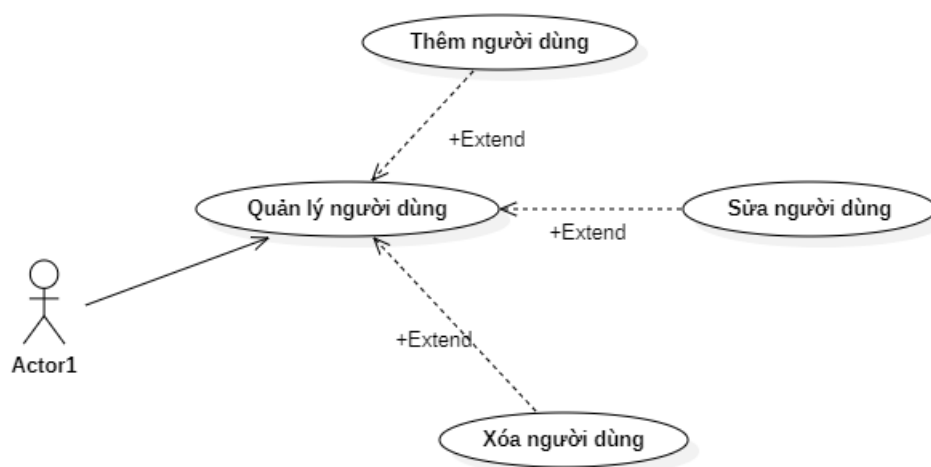 Thêm người dùng
+Extend
Quản lý người dùng
Sửa người dùng
+Extend
+Extend
Actor1
Xóa người dùng